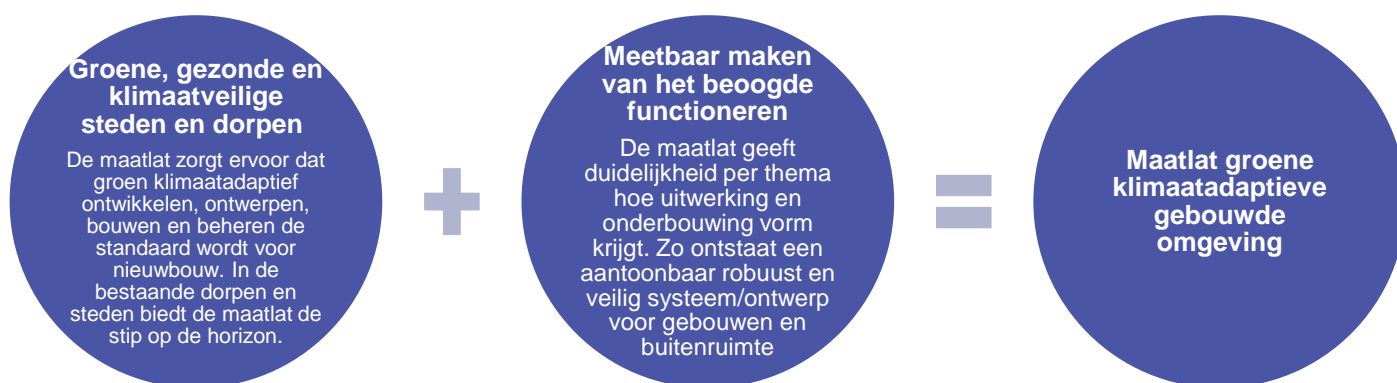 Groene, gezonde en
klimaatveilige
steden en dorpen
De maatlat zorgt ervoor dat
groen klimaatadaptief
ontwikkelen, ontwerpen,
bouwen en beheren de
standaard wordt voor
nieuwbouw. In de
bestaande dorpen en
steden biedt de maatlat de
stip op de horizon.
Meetbaar maken
van het beoogde
functioneren
De maatlat geeft
duidelijkheid per thema
hoe uitwerking en
onderbouwing vorm
krijgt. Zo ontstaat een
aantoonbaar robuust en
veilig systeem/ontwerp
voor gebouwen en
buitenruimte
Maatlat groene
klimaatadaptieve
gebouwde
omgeving